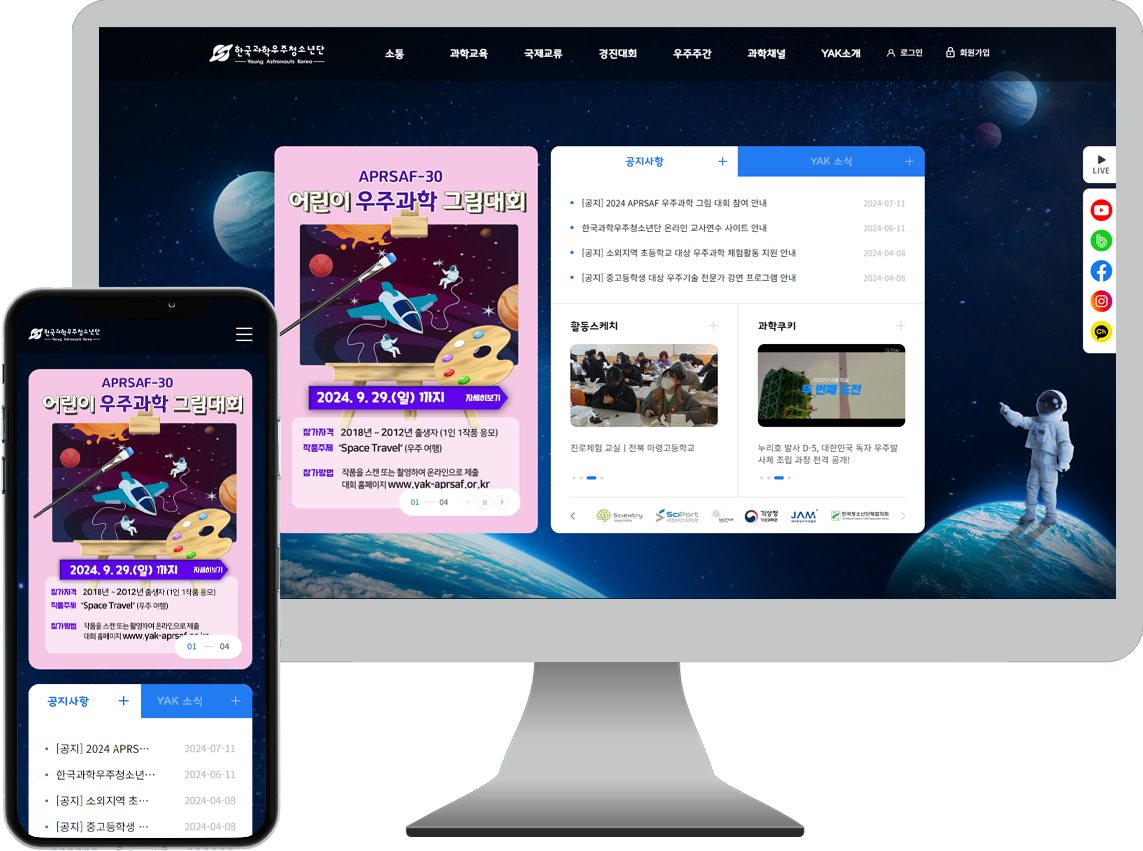 한국과학우주청소년단
Young Astronauts Korea
소통
과학교육
국제교류
경진대회
우주주간
과학채널
YAK소개
로그인
회원가입
APRSAF-30
어린이 우주과학 그림대회
2024. 9. 29.(일) 까지 자세히보기
참가자격 2018년 ~ 2012년 출생자 (1인 1작품 응모)
작품주제 "Space Travel" (우주 여행)
참가방법 작품을 스캔 또는 촬영하여 온라인으로 제출
대회 홈페이지 www.yak-aprsaf.or.kr
01 — 04
공지사항 +
YAK 소식 +
[공지] 2024 APRSAF 우주과학 그림 대회 참여 안내 2024-07-11
한국과학우주청소년단 온라인 교사연수 사이트 안내 2024-06-11
[공지] 소외지역 초등학교 대상 우주과학 체험활동 지원 안내 2024-04-08
[공지] 중고등학생 대상 우주기술 전문가 강연 프로그램 안내 2024-04-08
활동스케치 +
과학쿠키 +
두 번째 도전
진로체험 교실 | 전북 마령고등학교
누리호 발사 D-5, 대한민국 독자 우주발
사체 조립 과정 전격 공개!
SCIENTRY
SciPort
국립부산과학관
기상청
JAM
한국청소년단체협의회
LIVE
Ch
한국과학우주청소년단
Young Astronauts Korea
APRSAF-30
어린이 우주과학 그림대회
2024. 9. 29.(일) 까지 자세히보기
참가자격 2018년 ~ 2012년 출생자 (1인 1작품 응모)
작품주제 "Space Travel" (우주 여행)
참가방법 작품을 스캔 또는 촬영하여 온라인으로 제출
대회 홈페이지 www.yak-aprsaf.or.kr
01 — 04
공지사항 +
YAK 소식 +
[공지] 2024 APRS··· 2024-07-11
한국과학우주청소년··· 2024-06-11
[공지] 소외지역 초··· 2024-04-08
[공지] 중고등학생 ··· 2024-04-08